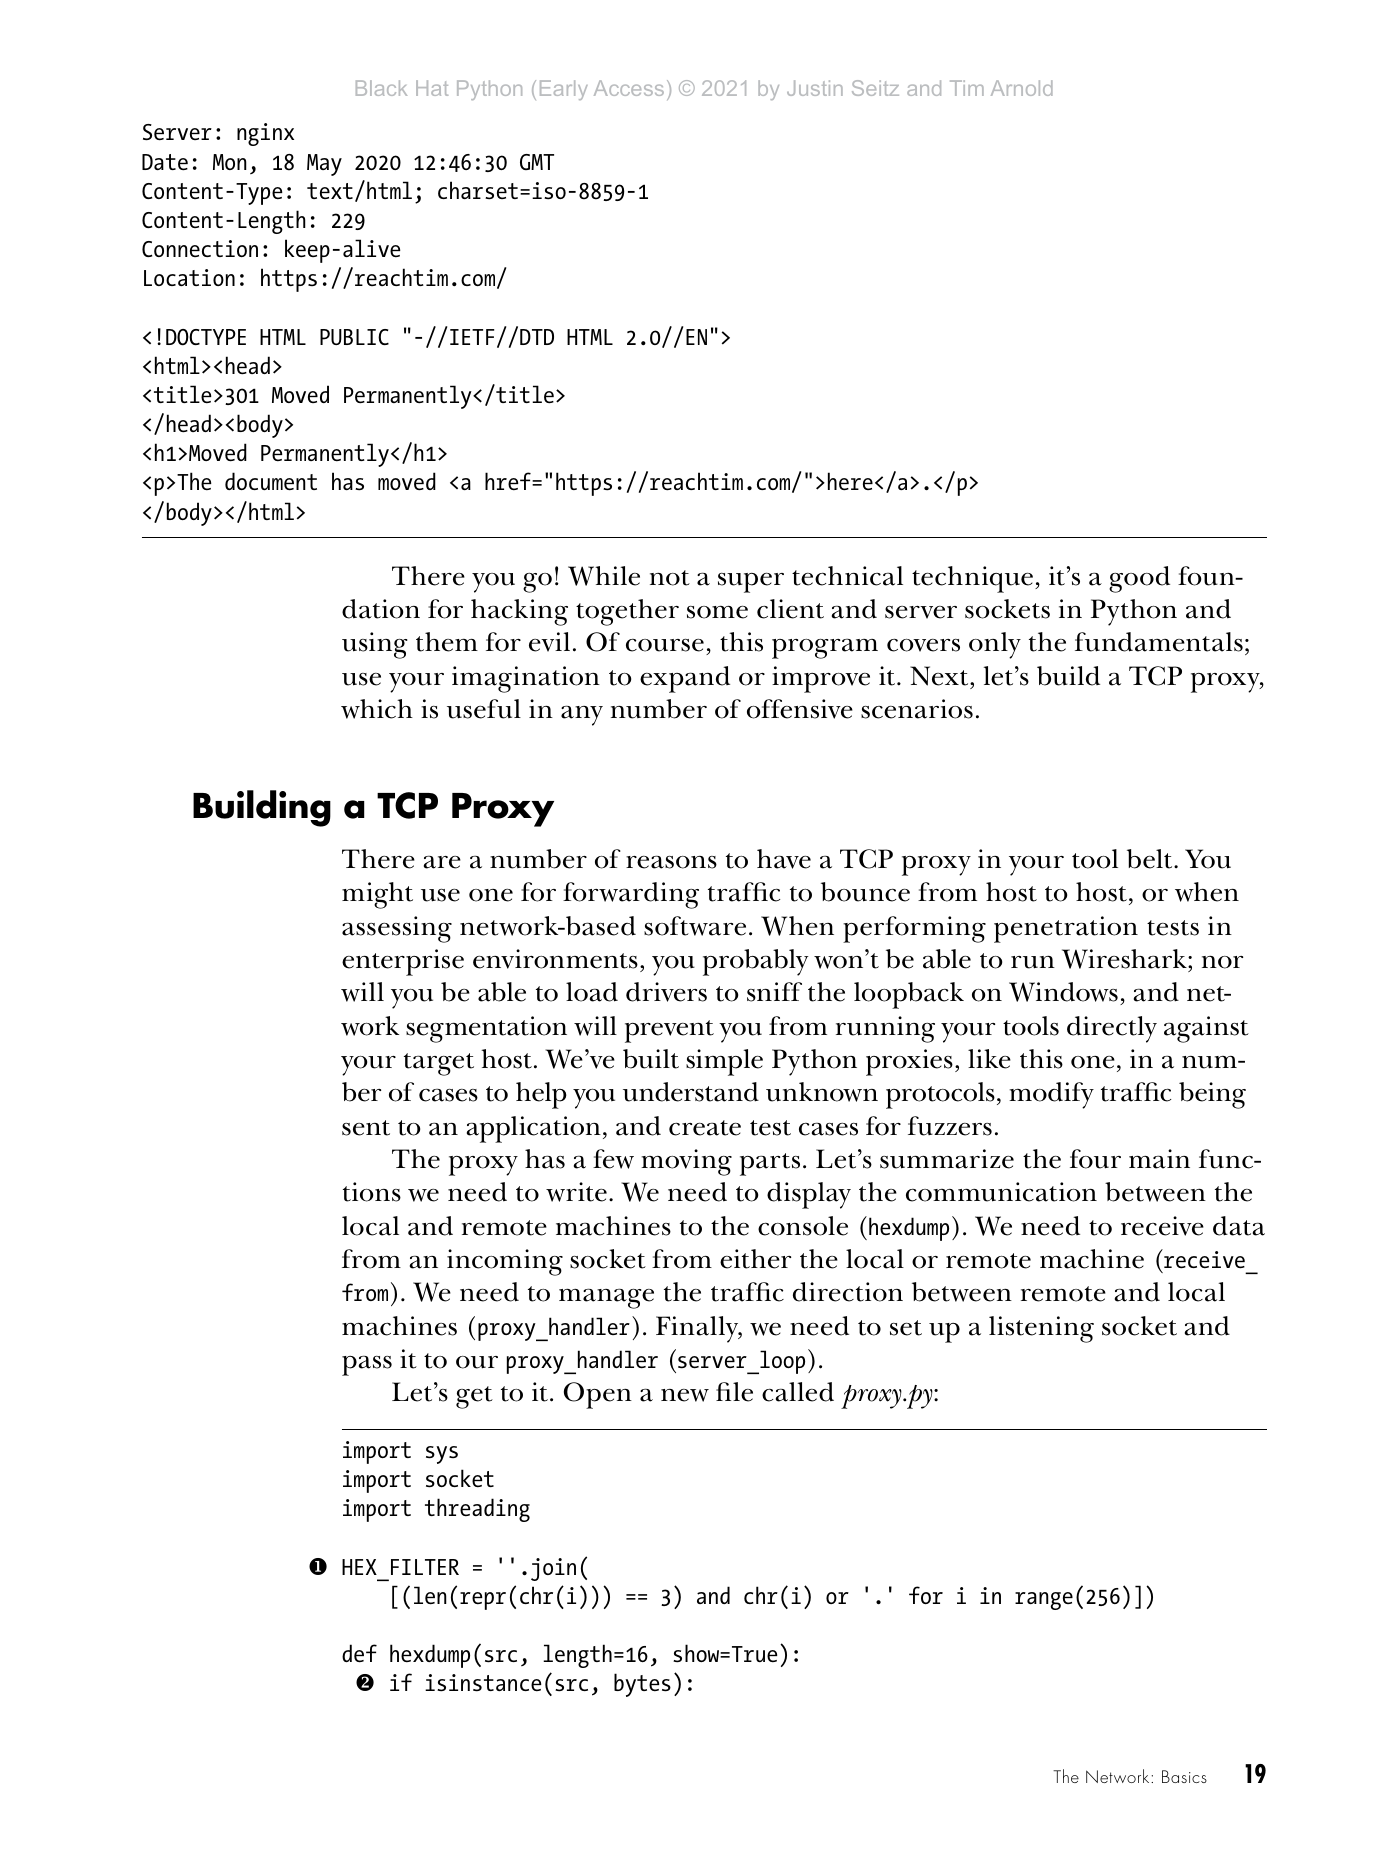 Black Hat Python (Early Access) © 2021 by Justin Seitz and Tim Arnold
Server: nginx
Date: Mon, 18 May 2020 12:46:30 GMT
Content-Type: text/html; charset=iso-8859-1
Content-Length: 229
Connection: keep-alive
Location: https://reachtim.com/
<!DOCTYPE HTML PUBLIC "-//IETF//DTD HTML 2.0//EN">
<html><head>
<title>301 Moved Permanently</title>
</head><body>
<h1>Moved Permanently</h1>
<p>The document has moved <a href="https://reachtim.com/">here</a>.</p>
</body></html>
There you go! While not a super technical technique, it’s a good foun-
dation for hacking together some client and server sockets in Python and
using them for evil. Of course, this program covers only the fundamentals;
use your imagination to expand or improve it. Next, let’s build a TCP proxy,
which is useful in any number of offensive scenarios.
Building a TCP Proxy
There are a number of reasons to have a TCP proxy in your tool belt. You
might use one for forwarding traffic to bounce from host to host, or when
assessing network-based software. When performing penetration tests in
enterprise environments, you probably won’t be able to run Wireshark; nor
will you be able to load drivers to sniff the loopback on Windows, and net-
work segmentation will prevent you from running your tools directly against
your target host. We’ve built simple Python proxies, like this one, in a num-
ber of cases to help you understand unknown protocols, modify traffic being
sent to an application, and create test cases for fuzzers.
The proxy has a few moving parts. Let’s summarize the four main func-
tions we need to write. We need to display the communication between the
local and remote machines to the console (hexdump). We need to receive data
from an incoming socket from either the local or remote machine (receive_
from). We need to manage the traffic direction between remote and local
machines (proxy_handler). Finally, we need to set up a listening socket and
pass it to our proxy_handler (server_loop).
Let’s get to it. Open a new file called proxy.py:
import sys
import socket
import threading
❶ HEX_FILTER = ''.join(
[(len(repr(chr(i))) == 3) and chr(i) or '.' for i in range(256)])
def hexdump(src, length=16, show=True):
❷ if isinstance(src, bytes):
The Network: Basics 19